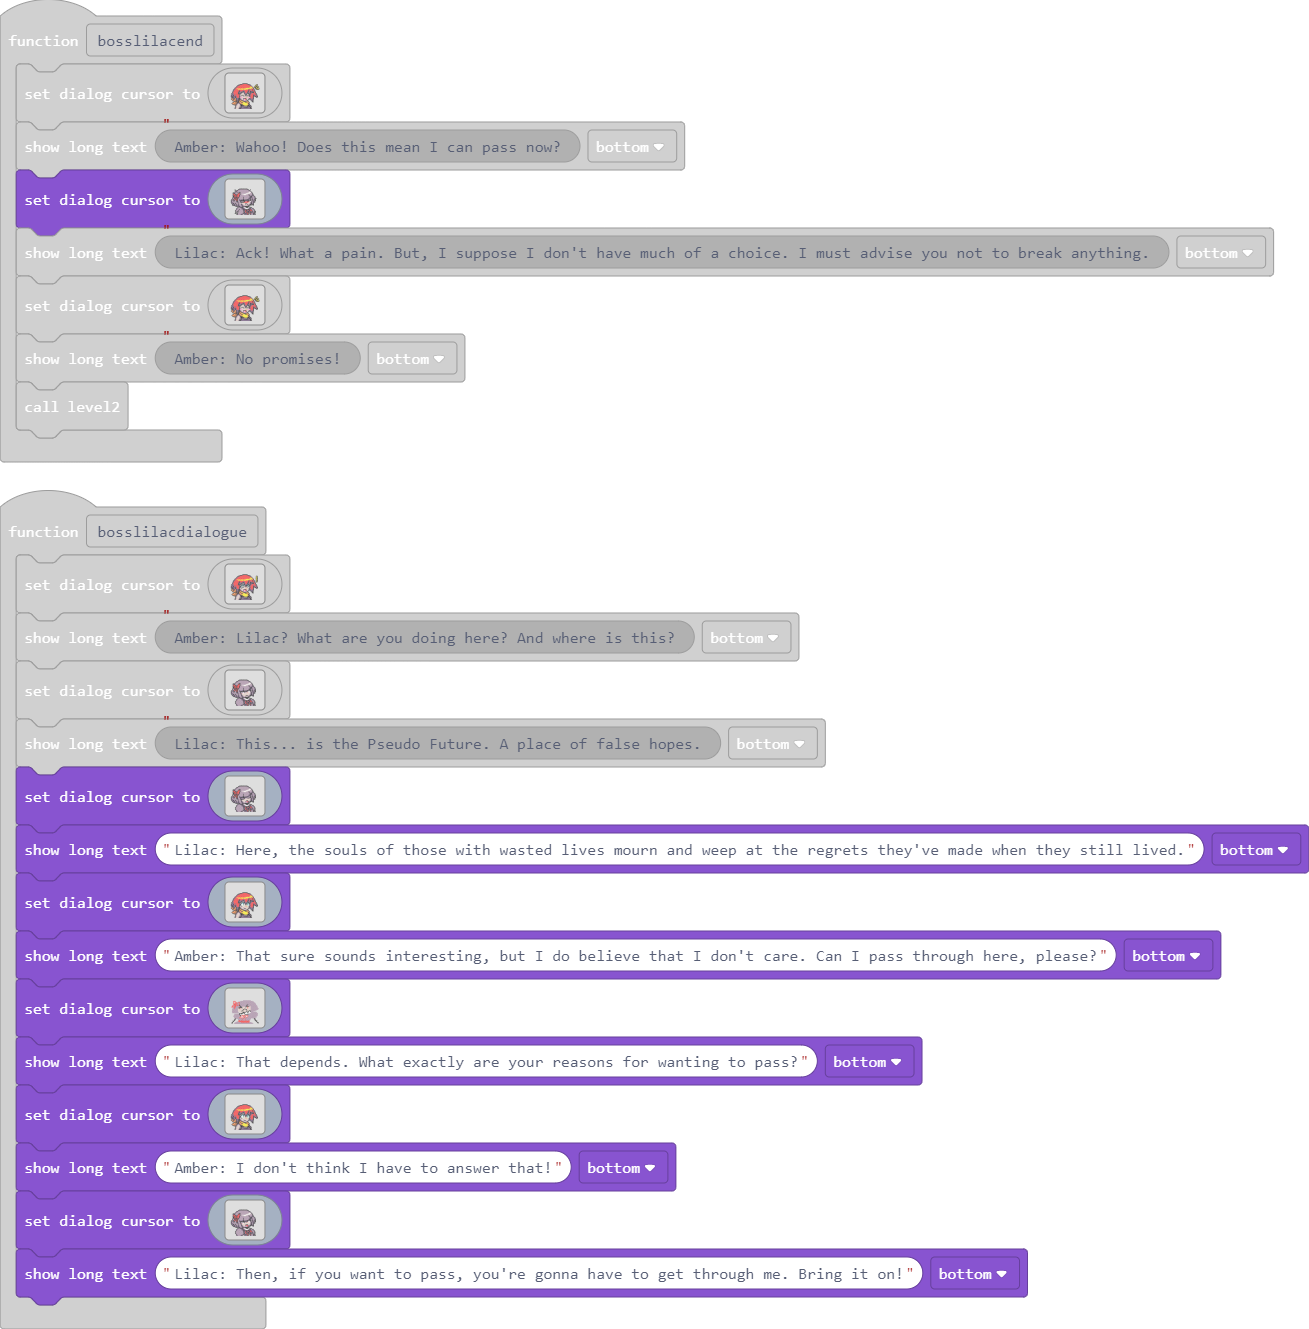 function bosslilacend
set dialog cursor to
show long text "Amber: Wahoo! Does this mean I can pass now? bottom
set dialog cursor to
show long text "Lilac: Ack! What a pain. But, I suppose I don't have much of a choice. I must advise you not to break anything. bottom
set dialog cursor to
show long text "Amber: No promises! bottom
call level2
function bosslilacdialogue
set dialog cursor to
show long text "Amber: Lilac? What are you doing here? And where is this? bottom
set dialog cursor to
show long text "Lilac: This... is the Pseudo Future. A place of false hopes. bottom
set dialog cursor to
show long text "Lilac: Here, the souls of those with wasted lives mourn and weep at the regrets they've made when they still lived." bottom
set dialog cursor to
show long text "Amber: That sure sounds interesting, but I do believe that I don't care. Can I pass through here, please?" bottom
set dialog cursor to
show long text "Lilac: That depends. What exactly are your reasons for wanting to pass?" bottom
set dialog cursor to
show long text "Amber: I don't think I have to answer that!" bottom
set dialog cursor to
show long text "Lilac: Then, if you want to pass, you're gonna have to get through me. Bring it on!" bottom